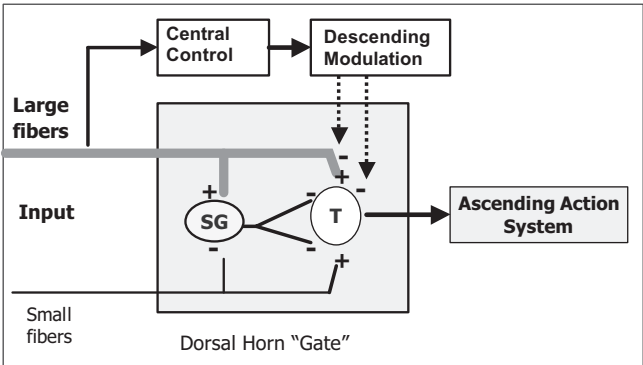 Central
Control
Descending
Modulation
Large
fibers
-
+
+
-
-
Input
SG
T
Ascending Action
System
-
-
+
Small
fibers
Dorsal Horn “Gate”